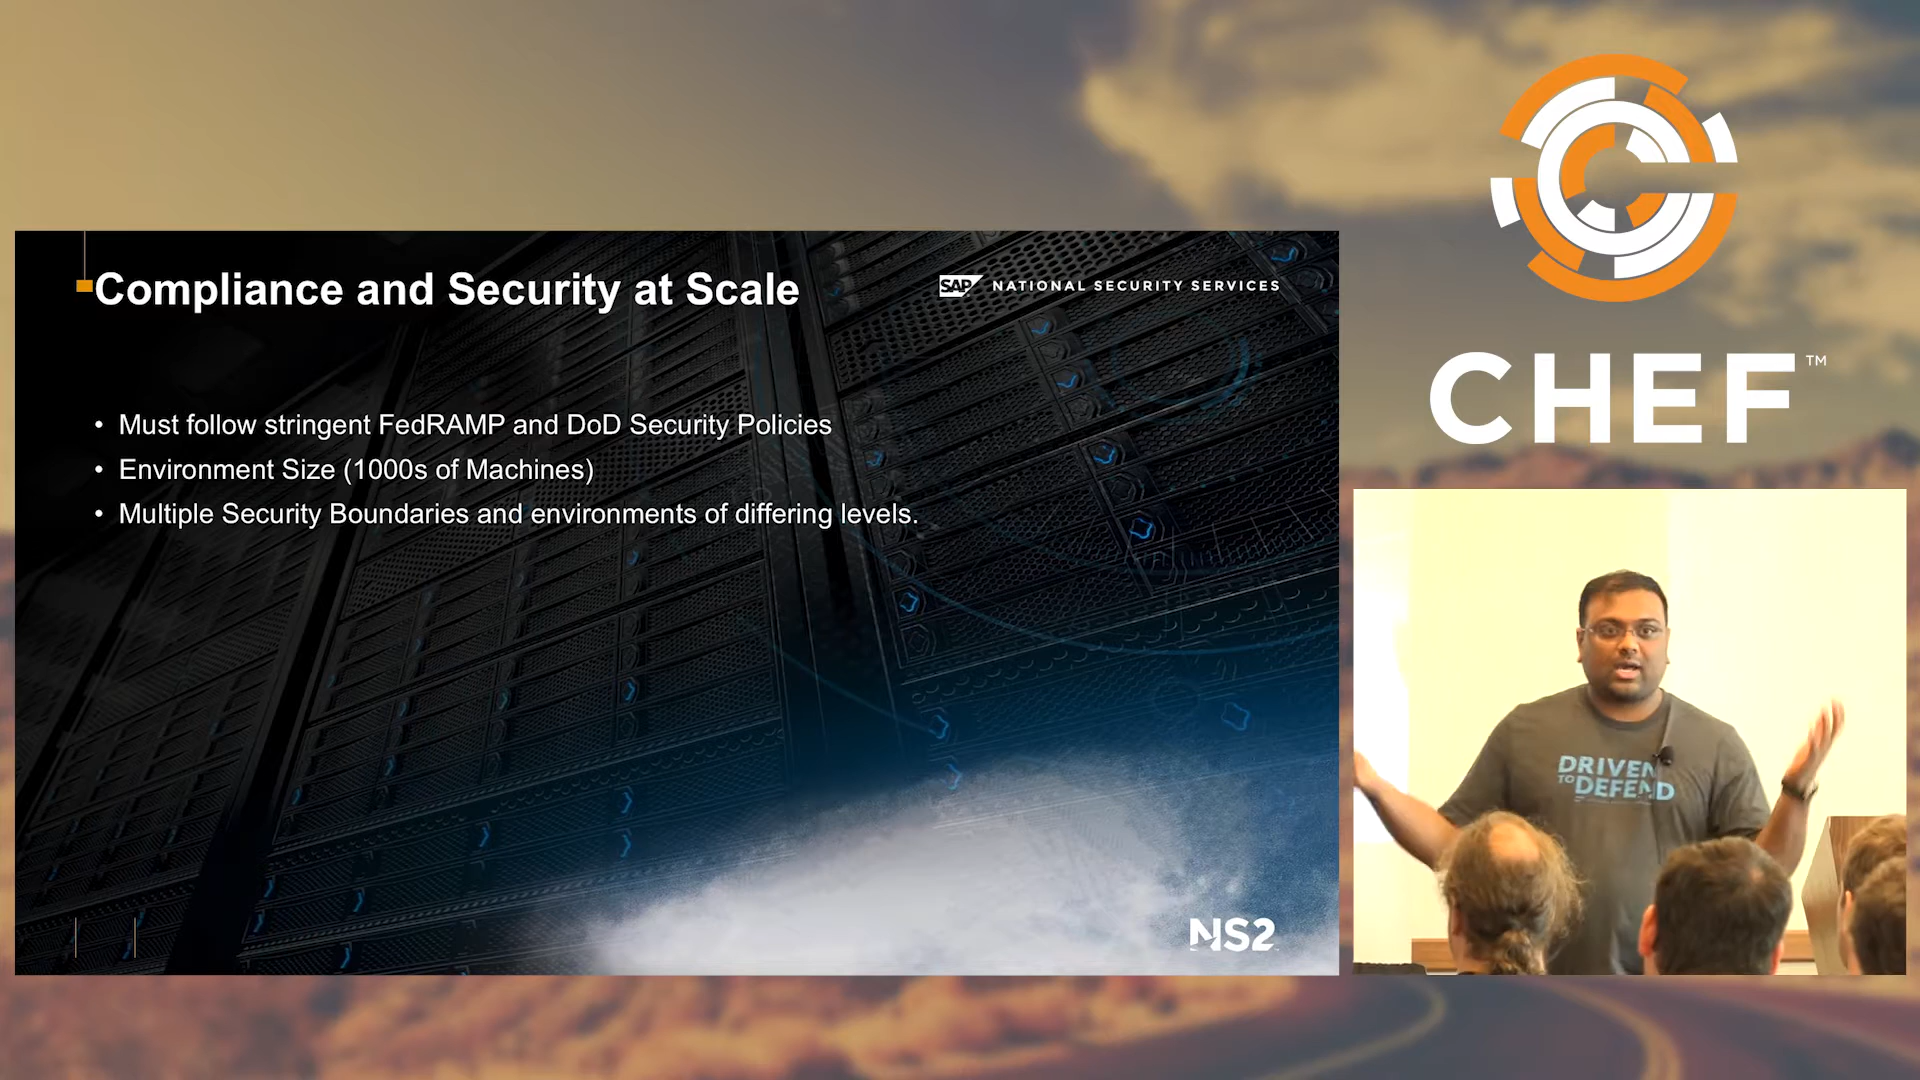 Compliance and Security at Scale
SAP NATIONAL SECURITY SERVICES
• Must follow stringent FedRAMP and DoD Security Policies
• Environment Size (1000s of Machines)
• Multiple Security Boundaries and environments of differing levels.
NS2
CHEF™
DRIVEN
TO DEFEND